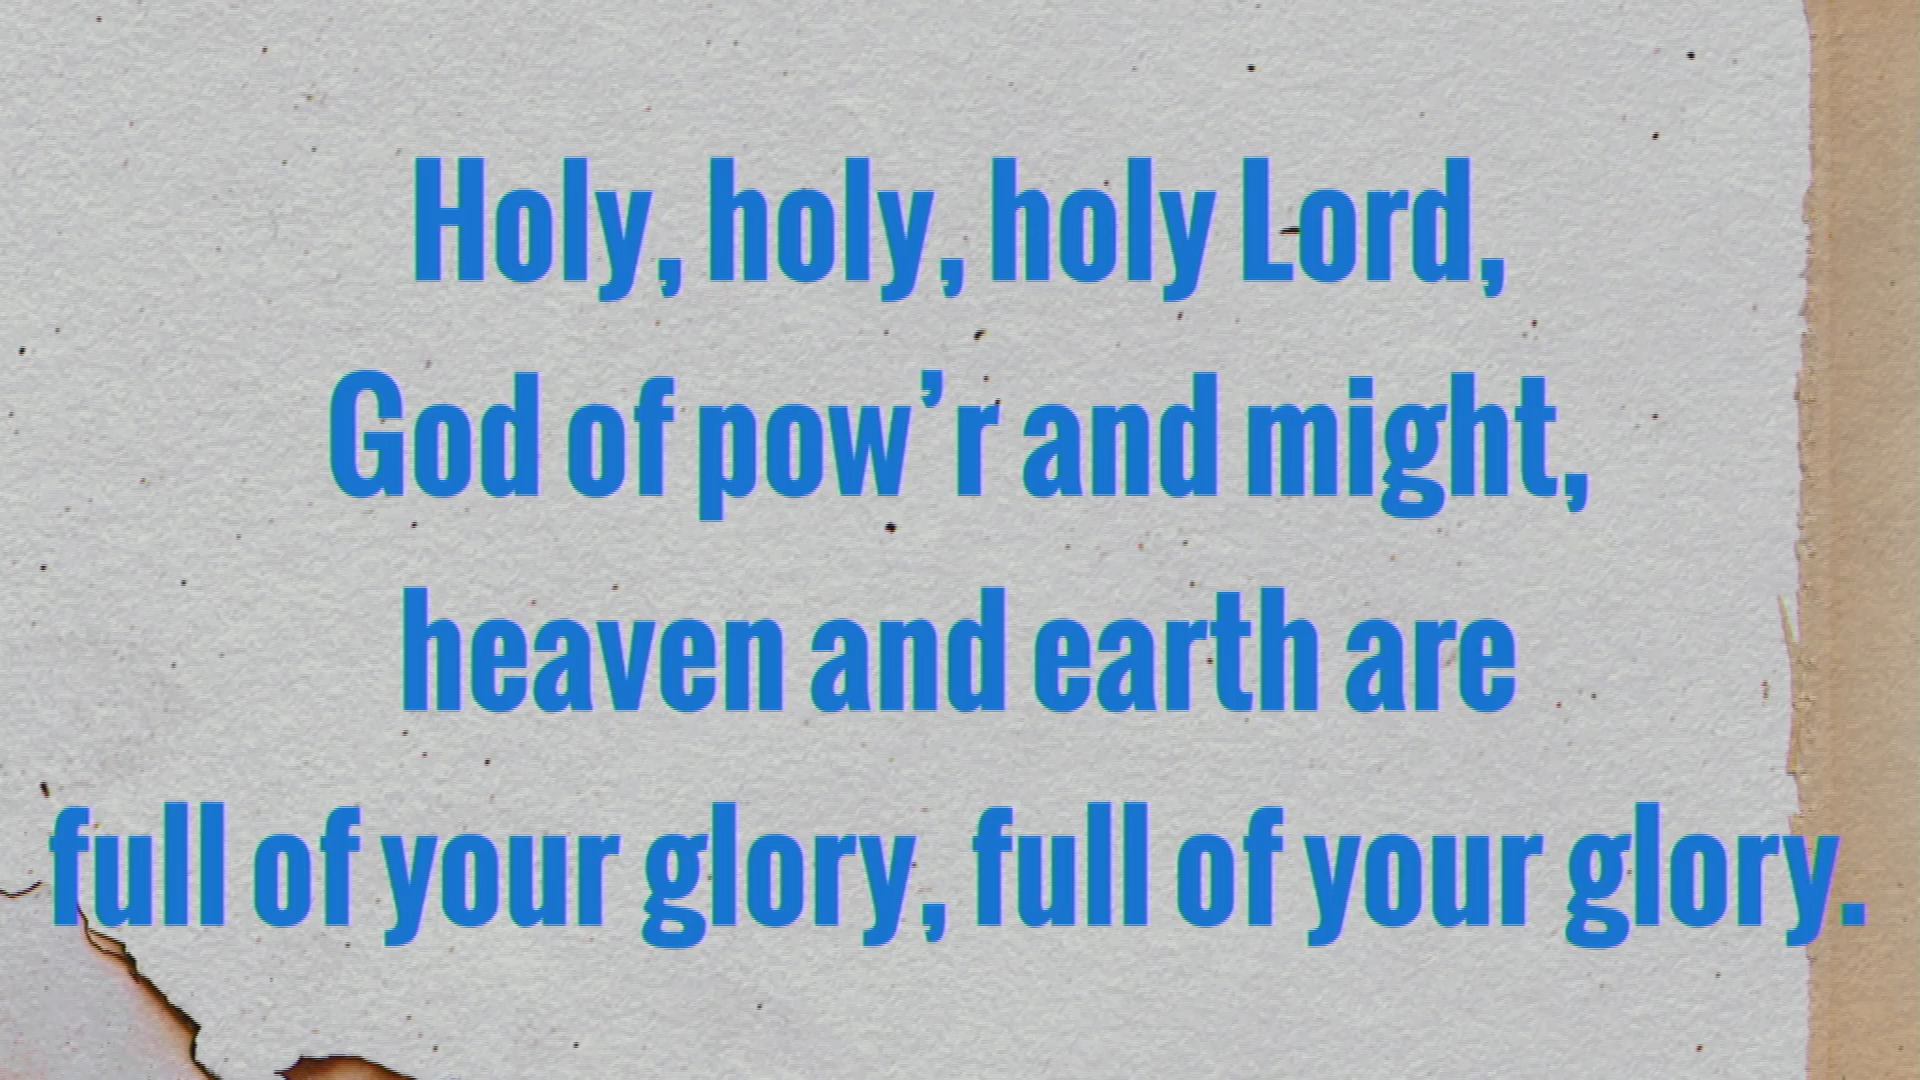 Holy, holy, holy Lord,
God of pow’r and might,
heaven and earth are
full of your glory, full of your glory.